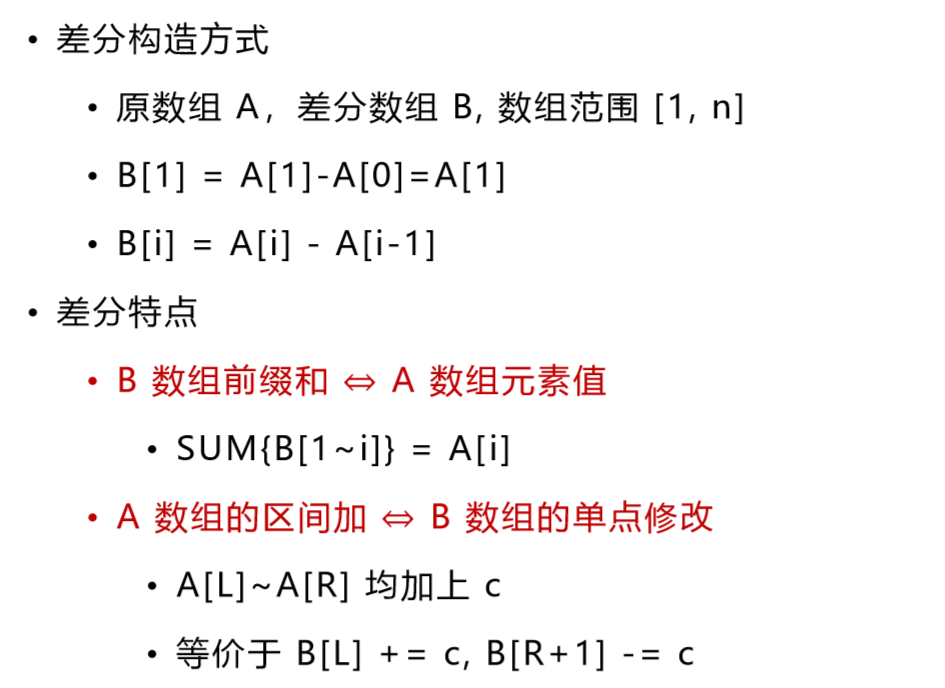 • 差分构造方式
• 原数组 A，差分数组 B, 数组范围 [1, n]
• B[1] = A[1]-A[0]=A[1]
• B[i] = A[i] - A[i-1]
• 差分特点
• B 数组前缀和 ⇔ A 数组元素值
• SUM{B[1~i]} = A[i]
• A 数组的区间加 ⇔ B 数组的单点修改
• A[L]~A[R] 均加上 c
• 等价于 B[L] += c, B[R+1] -= c